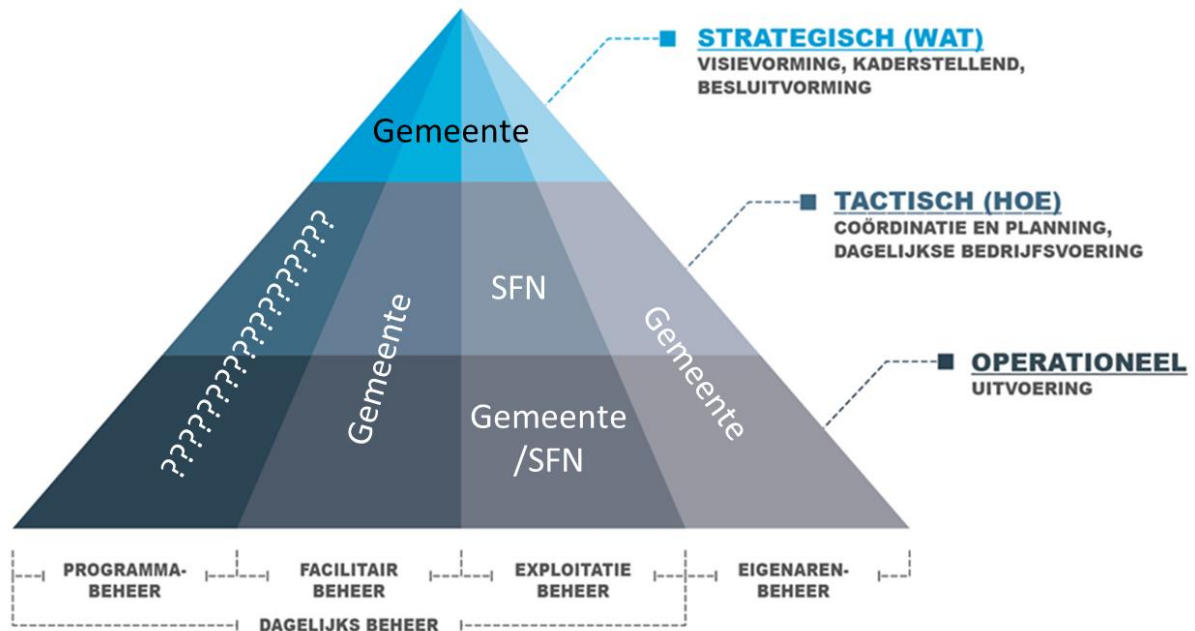 STRATEGISCH (WAT)
VISIEVORMING, KADERSTELLEND,
BESLUITVORMING
Gemeente
TACTISCH (HOE)
COÖRDINATIE EN PLANNING,
DAGELIJKSE BEDRIJFSVOERING
????????????????????
Gemeente
SFN
Gemeente
OPERATIONEEL
UITVOERING
Gemeente
/SFN
PROGRAMMA-
BEHEER
FACILITAIR
BEHEER
EXPLOITATIE
BEHEER
EIGENAREN-
BEHEER
DAGELIJKS BEHEER